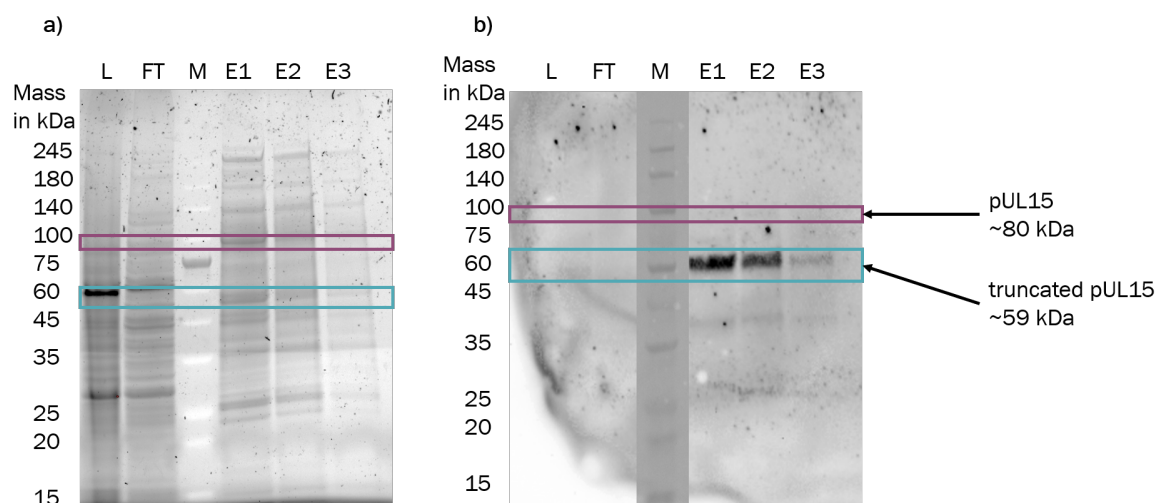 a)
L FT M E1 E2 E3
Mass
in kDa
245
180
140
100
75
60
45
35
25
20
15
b)
Mass
in kDa
L FT M E1 E2 E3
245
180
140
100
75
60
45
35
25
20
15
pUL15
~80 kDa
truncated pUL15
~59 kDa